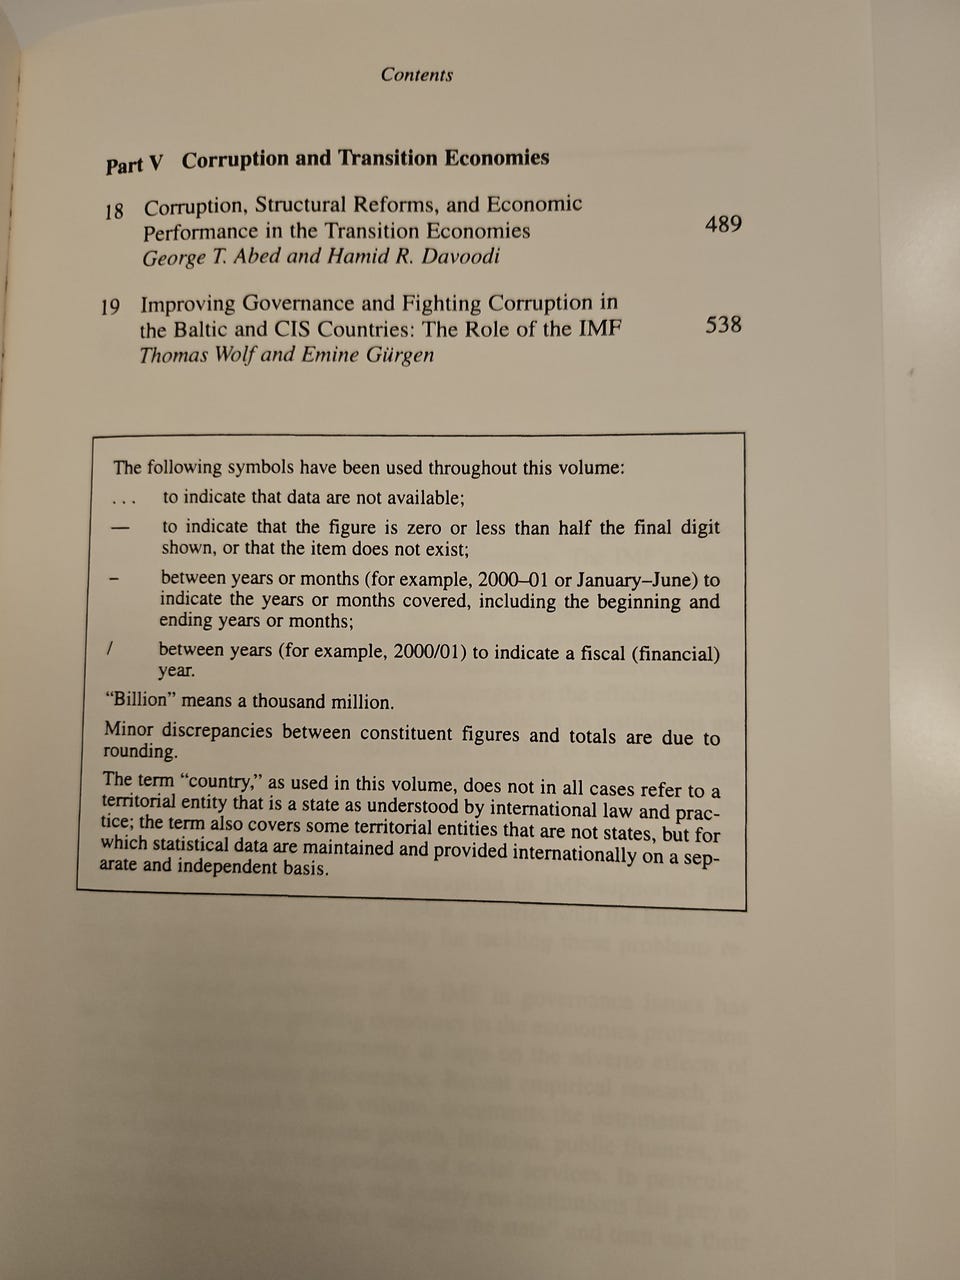 Contents
Part V Corruption and Transition Economies
18 Corruption, Structural Reforms, and Economic
Performance in the Transition Economies 489
George T. Abed and Hamid R. Davoodi
19 Improving Governance and Fighting Corruption in
the Baltic and CIS Countries: The Role of the IMF 538
Thomas Wolf and Emine Gürgen
The following symbols have been used throughout this volume:
... to indicate that data are not available;
— to indicate that the figure is zero or less than half the final digit
shown, or that the item does not exist;
– between years or months (for example, 2000–01 or January–June) to
indicate the years or months covered, including the beginning and
ending years or months;
/ between years (for example, 2000/01) to indicate a fiscal (financial)
year.
“Billion” means a thousand million.
Minor discrepancies between constituent figures and totals are due to
rounding.
The term “country,” as used in this volume, does not in all cases refer to a
territorial entity that is a state as understood by international law and prac-
tice; the term also covers some territorial entities that are not states, but for
which statistical data are maintained and provided internationally on a sep-
arate and independent basis.